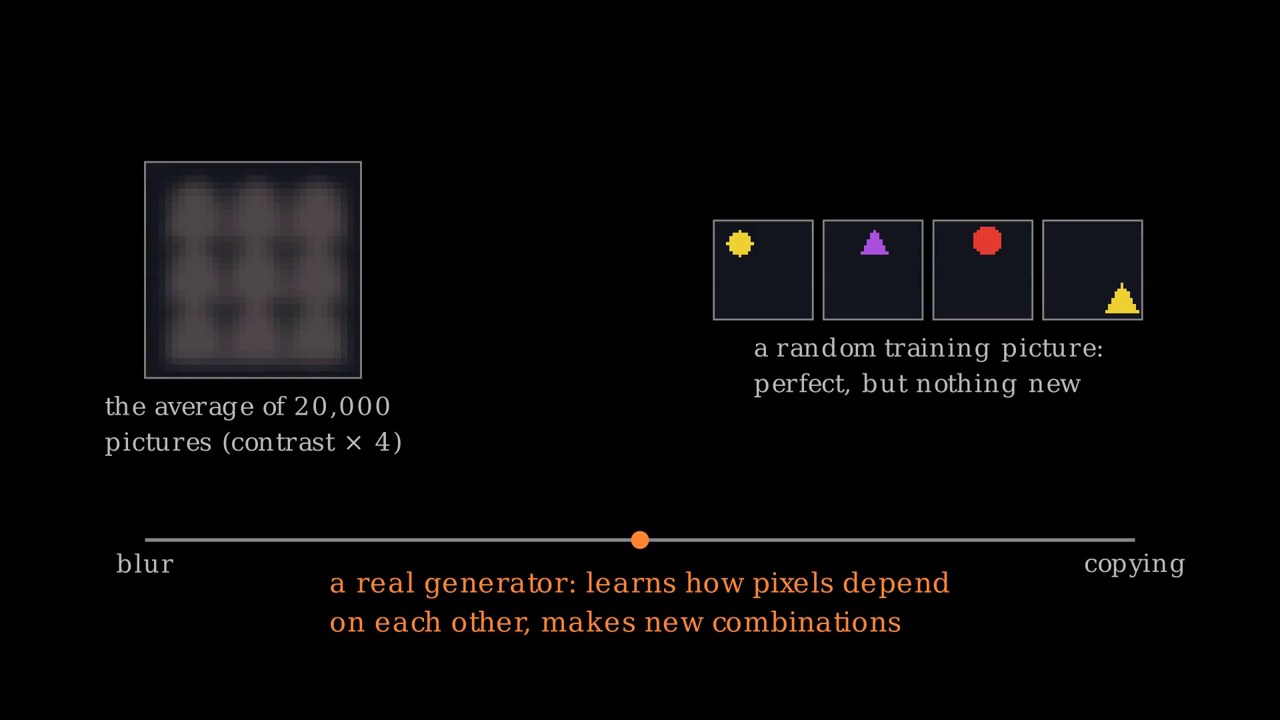 the average of 20,000
pictures (contrast × 4)
a random training picture:
perfect, but nothing new
blur
copying
a real generator: learns how pixels depend
on each other, makes new combinations